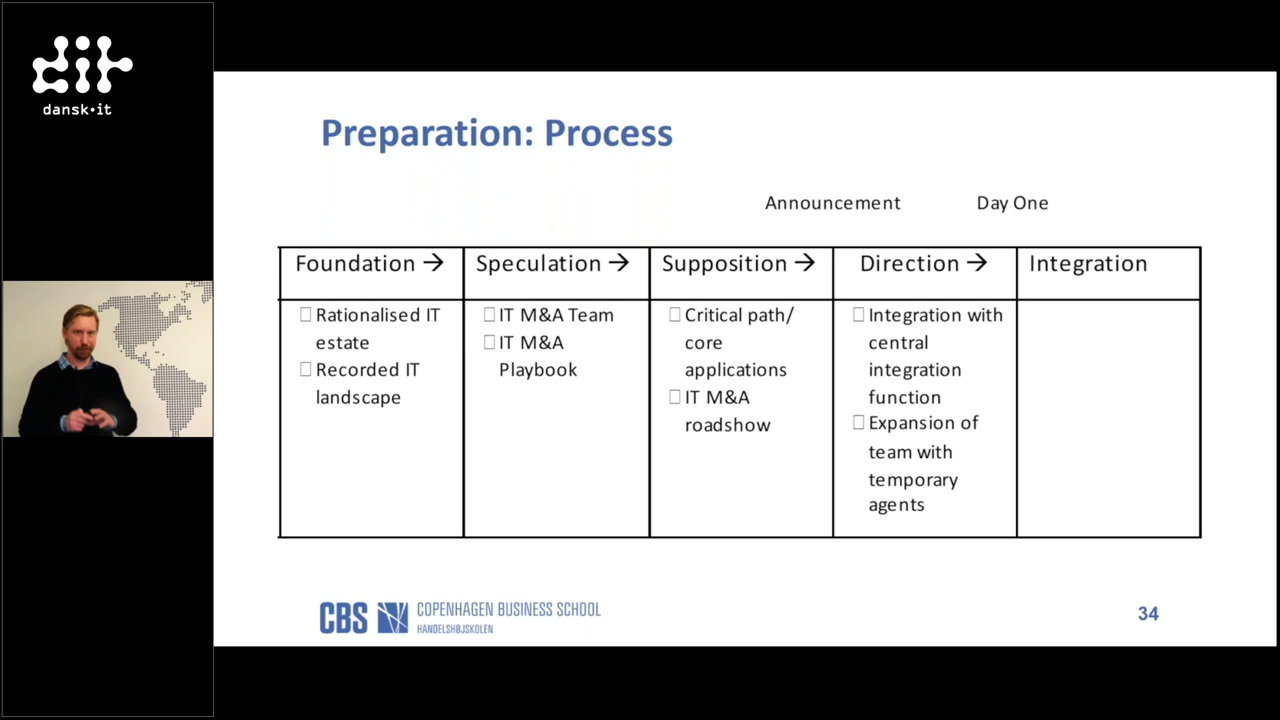 dit
dansk•it
Preparation: Process
Announcement
Day One
Foundation →
Speculation →
Supposition →
Direction →
Integration
Rationalised IT
estate
Recorded IT
landscape
IT M&A Team
IT M&A
Playbook
Critical path/
core
applications
IT M&A
roadshow
Integration with
central
integration
function
Expansion of
team with
temporary
agents
CBS
COPENHAGEN BUSINESS SCHOOL
HANDELSHØJSKOLEN
34